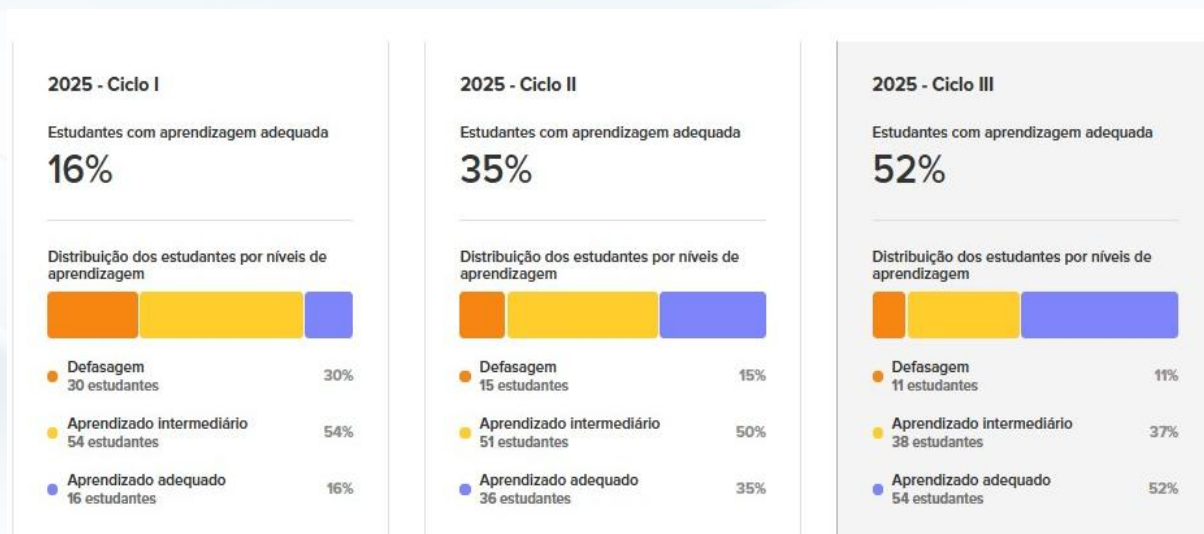 2025 - Ciclo I
Estudantes com aprendizagem adequada
16%
Distribuição dos estudantes por níveis de
aprendizagem
Defasagem
30 estudantes
30%
Aprendizado intermediário
54 estudantes
54%
Aprendizado adequado
16 estudantes
16%
2025 - Ciclo II
Estudantes com aprendizagem adequada
35%
Distribuição dos estudantes por níveis de
aprendizagem
Defasagem
15 estudantes
15%
Aprendizado intermediário
51 estudantes
50%
Aprendizado adequado
36 estudantes
35%
2025 - Ciclo III
Estudantes com aprendizagem adequada
52%
Distribuição dos estudantes por níveis de
aprendizagem
Defasagem
11 estudantes
11%
Aprendizado intermediário
38 estudantes
37%
Aprendizado adequado
54 estudantes
52%